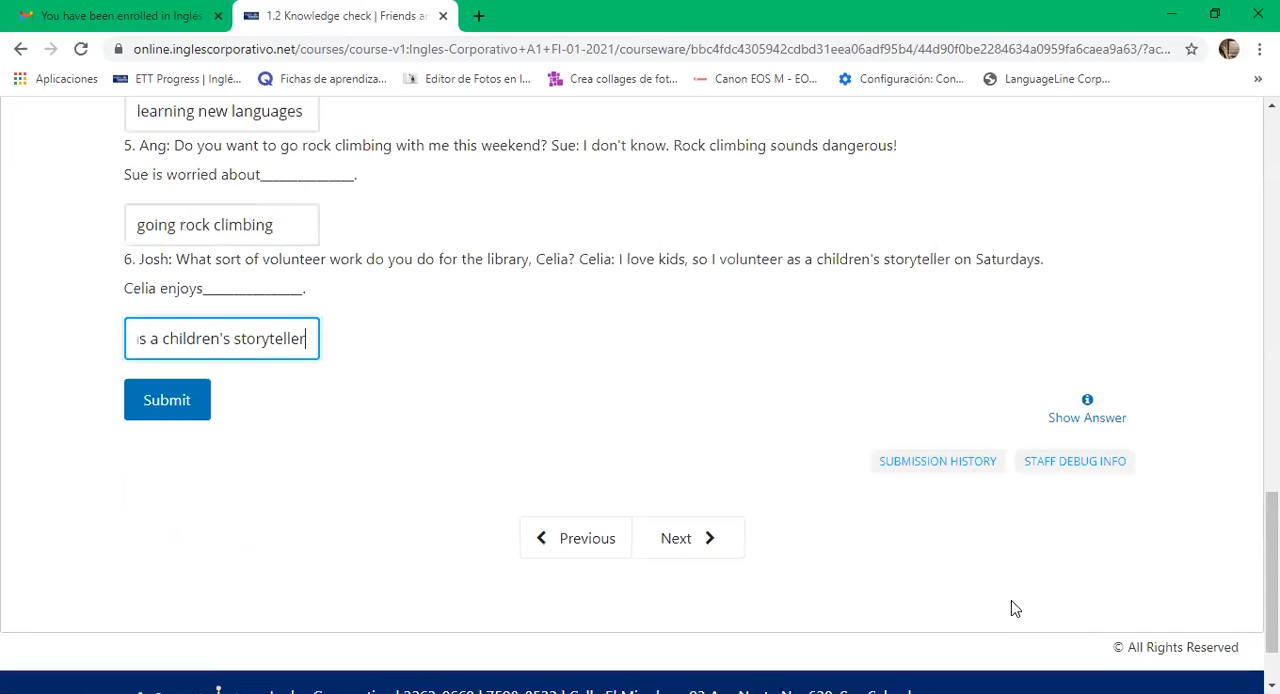 You have been enrolled in Inglés
1.2 Knowledge check | Friends an
online.inglescorporativo.net/courses/course-v1:Ingles-Corporativo+A1+FI-01-2021/courseware/bbc4fdc4305942cdbd31eea06adf95b4/44d90f0be2284634a0959fa6caea9a63/?ac...
Aplicaciones
ETT Progress | Inglé...
Fichas de aprendiza...
Editor de Fotos en l...
Crea collages de fot...
Canon EOS M - EO...
Configuración: Con...
LanguageLine Corp...
»
learning new languages
5. Ang: Do you want to go rock climbing with me this weekend? Sue: I don't know. Rock climbing sounds dangerous!
Sue is worried about_______________.
going rock climbing
6. Josh: What sort of volunteer work do you do for the library, Celia? Celia: I love kids, so I volunteer as a children's storyteller on Saturdays.
Celia enjoys________________.
s a children's storyteller
Submit
Show Answer
SUBMISSION HISTORY
STAFF DEBUG INFO
Previous
Next
© All Rights Reserved